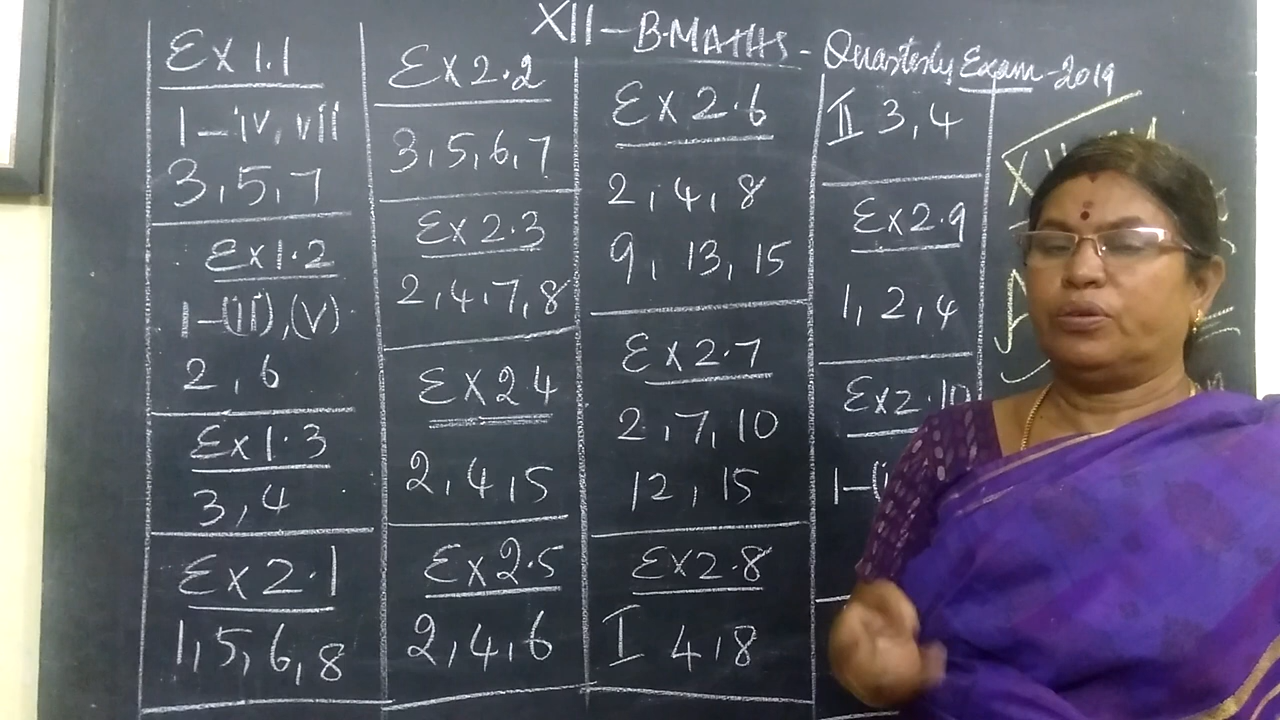 XII - B.MATHS - Quarterly Exam - 2019
Ex 1.1
1 - iv, vii
3, 5, 7
Ex 1.2
1 - (iii), (v)
2, 6
Ex 1.3
3, 4
Ex 2.1
1, 5, 6, 8
Ex 2.2
3, 5, 6, 7
Ex 2.3
2, 4, 7, 8
Ex 2.4
2, 4, 5
Ex 2.5
2, 4, 6
Ex 2.6
2, 4, 8
9, 13, 15
Ex 2.7
2, 7, 10
12, 15
Ex 2.8
I 4, 8
II 3, 4
Ex 2.9
1, 2, 4
Ex 2.10